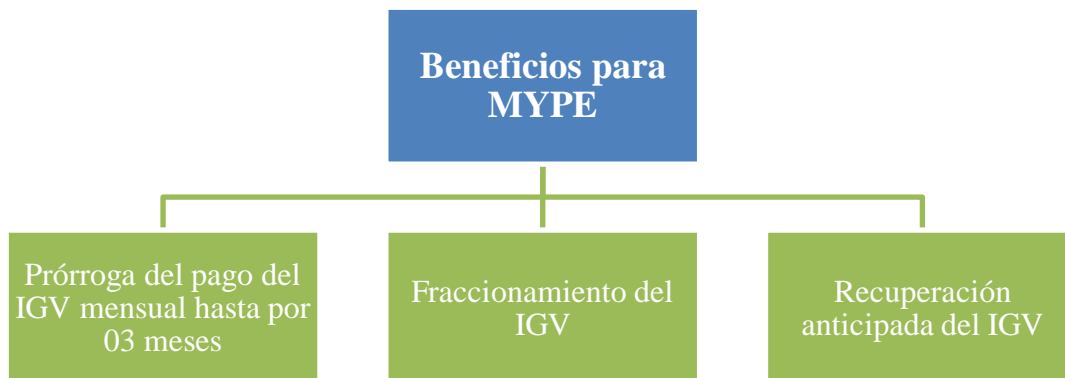 Beneficios para
MYPE
Prórroga del pago del
IGV mensual hasta por
03 meses
Fraccionamiento del
IGV
Recuperación
anticipada del IGV